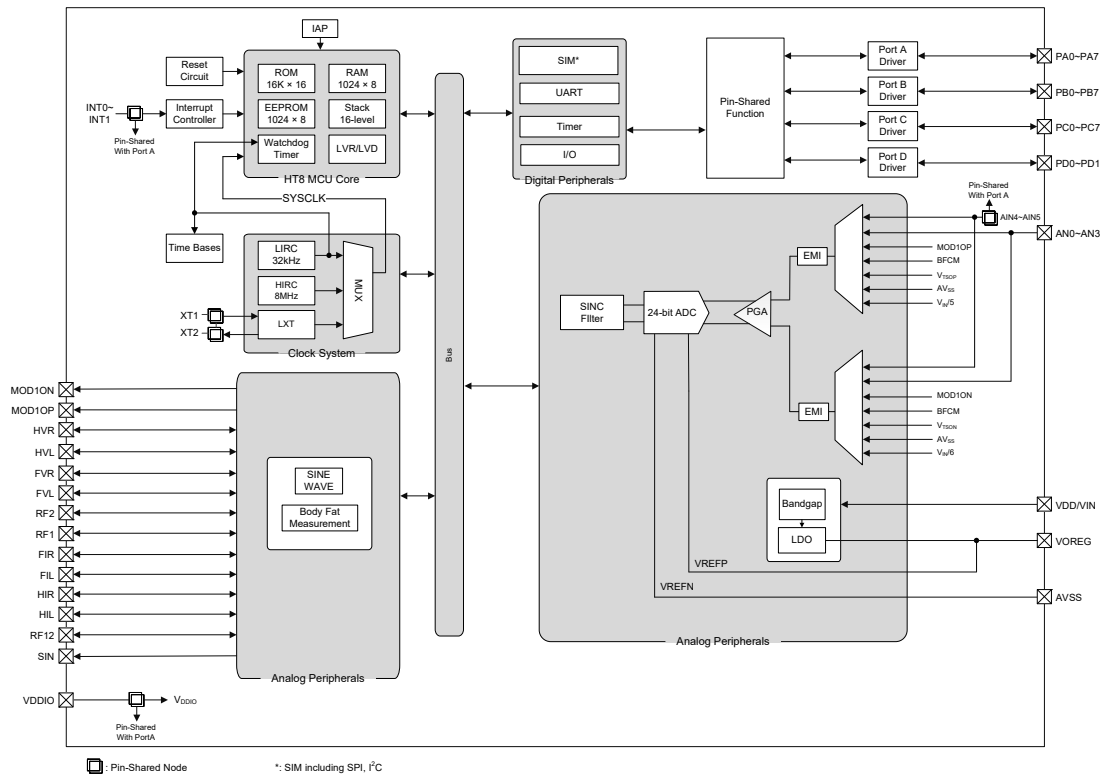 IAP
Reset
Circuit
INT0~
INT1
Interrupt
Controller
Pin-Shared
With Port A
ROM
16K × 16
RAM
1024 × 8
EEPROM
1024 × 8
Stack
16-level
Watchdog
Timer
LVR/LVD
HT8 MCU Core
SYSCLK
Time Bases
LIRC
32kHz
HIRC
8MHz
LXT
MUX
XT1
XT2
Clock System
Bus
SIM*
UART
Timer
I/O
Digital Peripherals
Pin-Shared
Function
Port A
Driver
Port B
Driver
Port C
Driver
Port D
Driver
PA0~PA7
PB0~PB7
PC0~PC7
PD0~PD1
Pin-Shared
With Port A
AIN4~AIN5
AN0~AN3
MOD1OP
BFCM
VTSOP
AVSS
VIN/5
EMI
SINC
FIlter
24-bit ADC
PGA
EMI
MOD1ON
BFCM
VTSON
AVSS
VIN/6
Bandgap
LDO
VREFP
VREFN
VDD/VIN
VOREG
AVSS
Analog Peripherals
MOD1ON
MOD1OP
HVR
HVL
FVR
FVL
RF2
RF1
FIR
FIL
HIR
HIL
RF12
SIN
SINE
WAVE
Body Fat
Measurement
Analog Peripherals
VDDIO
VDDIO
Pin-Shared
With PortA
: Pin-Shared Node
*: SIM including SPI, I²C